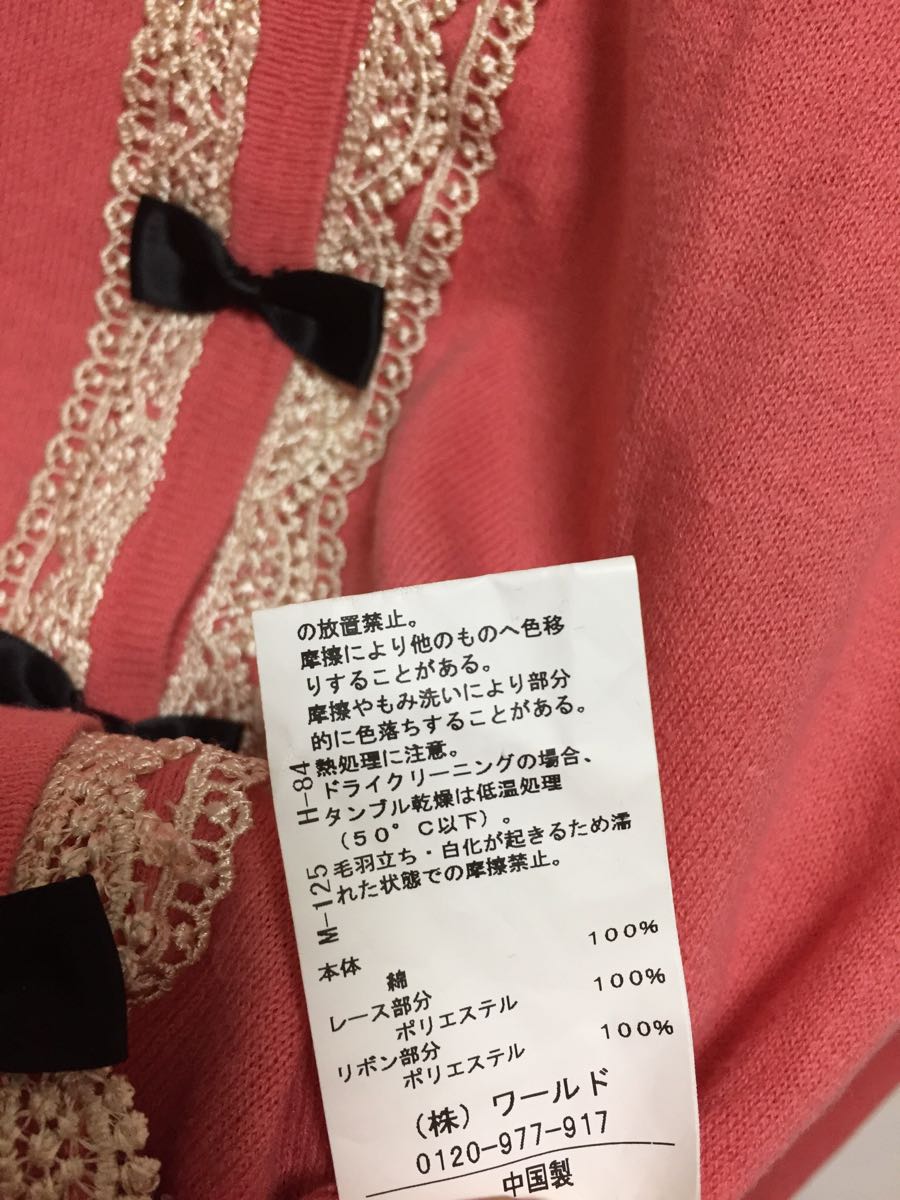 の放置禁止。
摩擦により他のものへ色移
りすることがある。
摩擦やもみ洗いにより部分
的に色落ちすることがある。
熱処理に注意。
ドライクリーニングの場合、
タンブル乾燥は低温処理
（50°C以下）。
毛羽立ち・白化が起きるため濡
れた状態での摩擦禁止。
H-84
M-125
本体
綿 100%
レース部分
ポリエステル 100%
リボン部分
ポリエステル 100%
（株）ワールド
0120-977-917
中国製